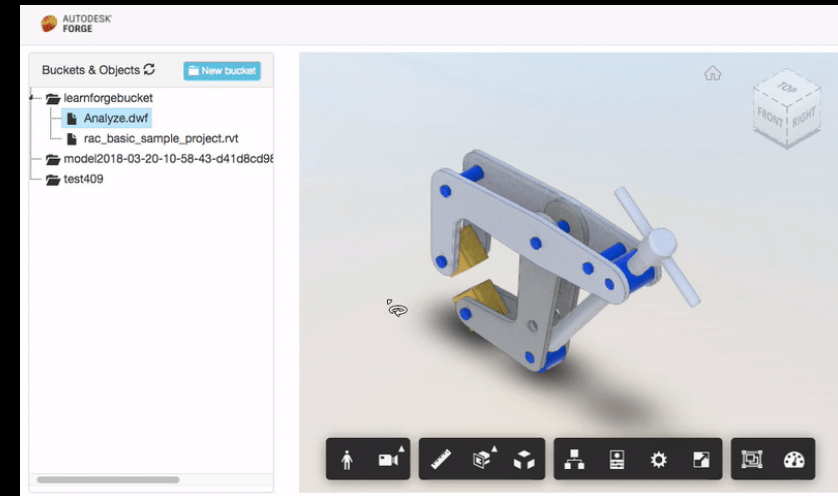 AUTODESK®
FORGE
Buckets & Objects
New bucket
learnforgebucket
Analyze.dwf
rac_basic_sample_project.rvt
model2018-03-20-10-58-43-d41d8cd98
test409
TOP
FRONT
RIGHT